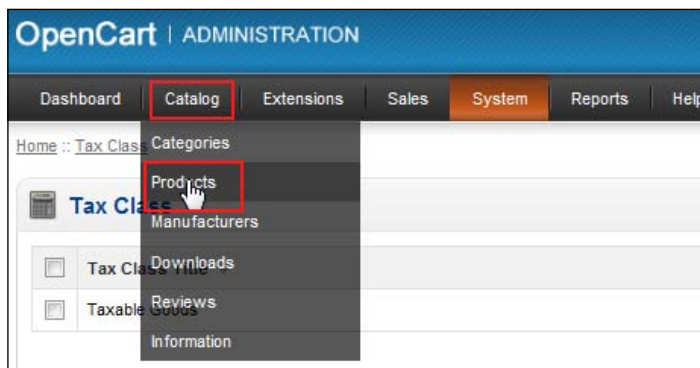 OpenCart | ADMINISTRATION
Dashboard Catalog Extensions Sales System Reports Help
Home :: Tax Class
Categories
Products
Tax Class
Manufacturers
Downloads
Tax Class Title
Reviews
Taxable Goods
Information